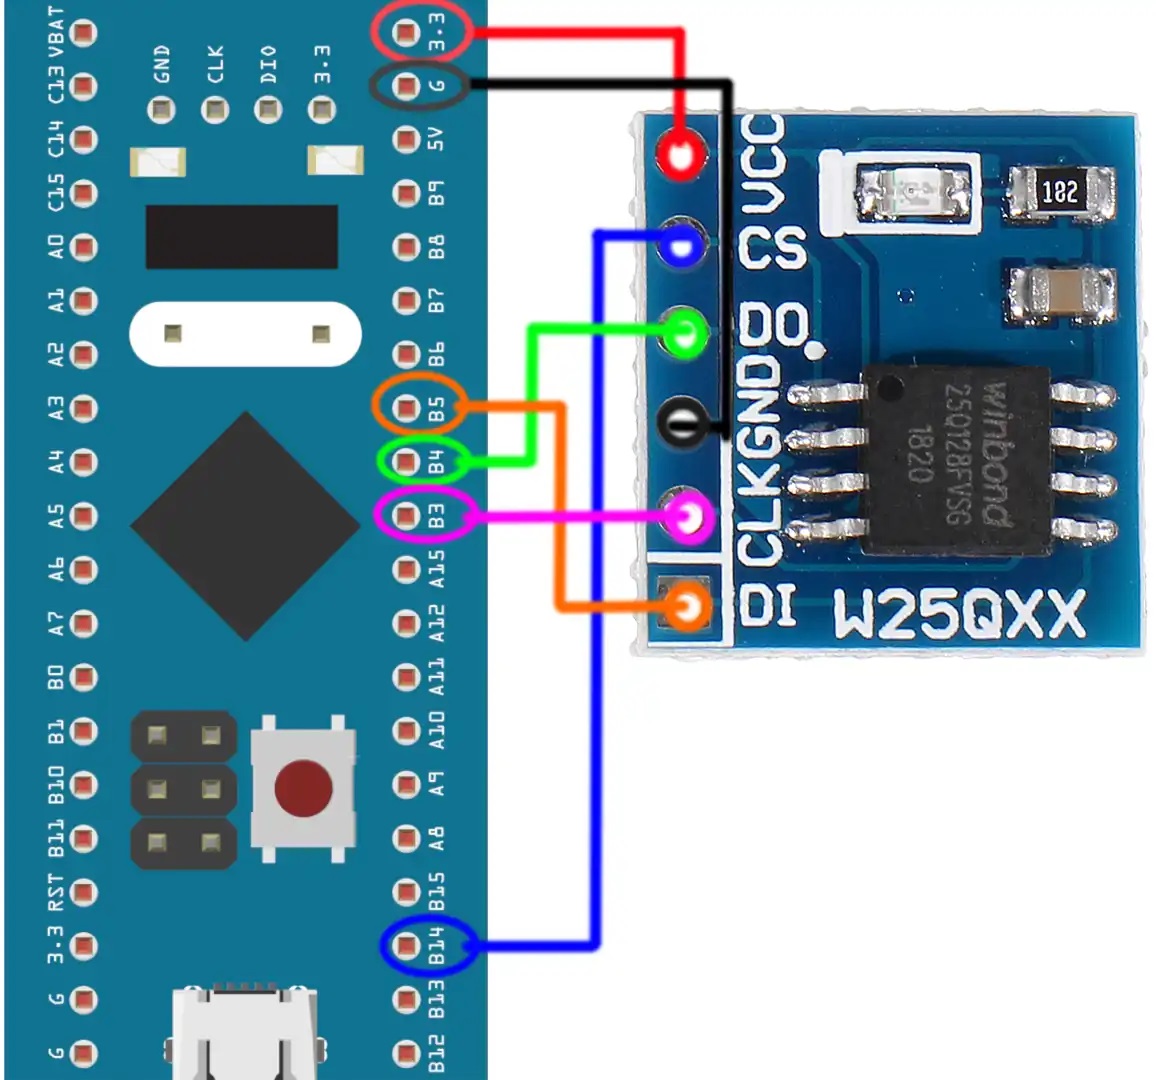 VBAT
C13
C14
C15
A0
A1
A2
A3
A4
A5
A6
A7
B0
B1
B10
B11
RST
3.3
G
G
GND
CLK
DIO
3.3
3.3
G
5V
B9
B8
B7
B6
B5
B4
B3
A15
A12
A11
A10
A9
A8
B15
B14
B13
B12
VCC
CS
DO
GND
CLK
DI
182
winbond
25Q128FVSG
1820
W25QXX